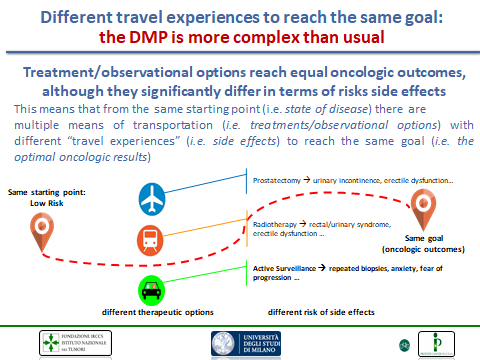 Different travel experiences to reach the same goal:
the DMP is more complex than usual
Treatment/observational options reach equal oncologic outcomes,
although they significantly differ in terms of risks side effects
This means that from the same starting point (i.e. state of disease) there are
multiple means of transportation (i.e. treatments/observational options) with
different “travel experiences” (i.e. side effects) to reach the same goal (i.e. the
optimal oncologic results)
Same starting point:
Low Risk
Prostatectomy → urinary incontinence, erectile dysfunction…
Radiotherapy → rectal/urinary syndrome,
erectile dysfunction …
Same goal
(oncologic outcomes)
Active Surveillance → repeated biopsies, anxiety, fear of
progression …
different therapeutic options
different risk of side effects
FONDAZIONE IRCCS
ISTITUTO NAZIONALE
DEI TUMORI
UNIVERSITÀ
DEGLI STUDI
DI MILANO